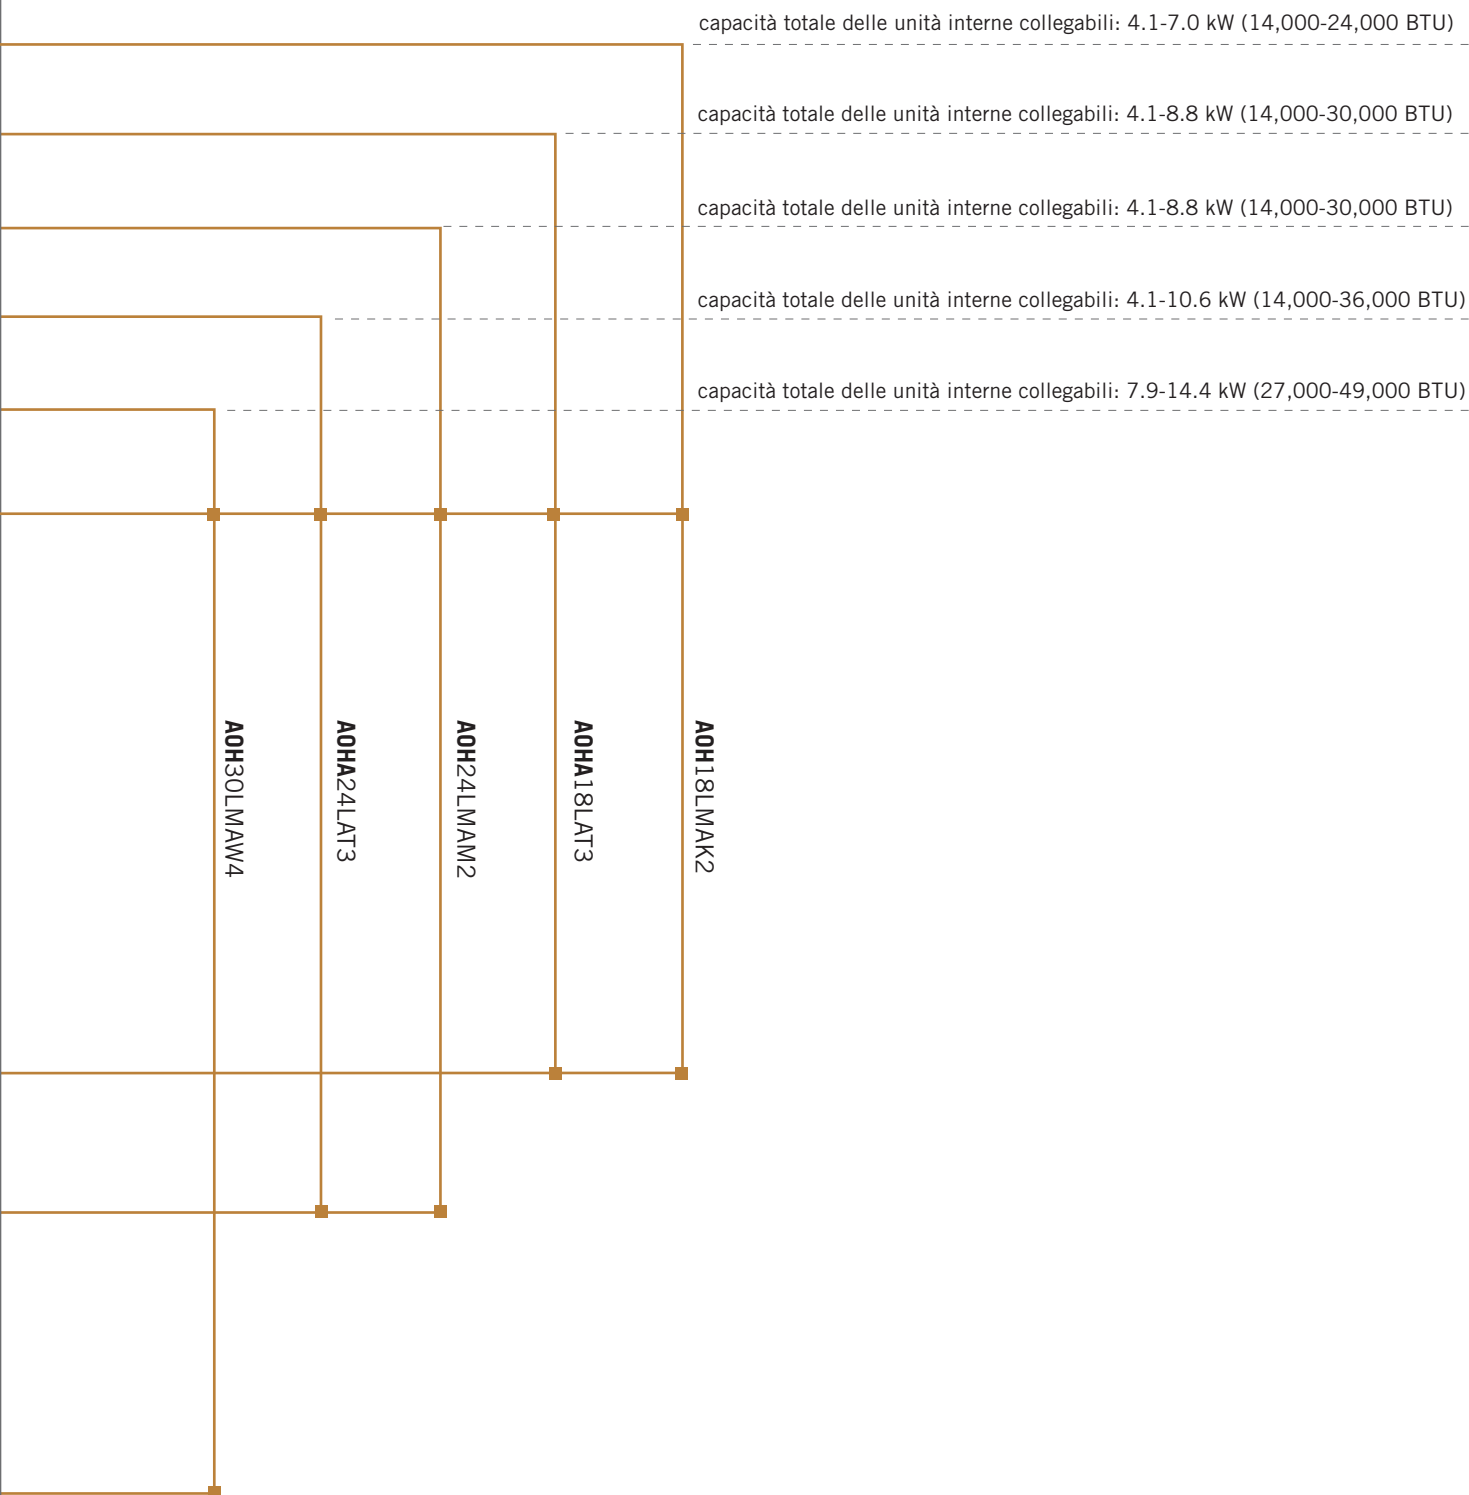 capacità totale delle unità interne collegabili: 4.1-7.0 kW (14,000-24,000 BTU)
capacità totale delle unità interne collegabili: 4.1-8.8 kW (14,000-30,000 BTU)
capacità totale delle unità interne collegabili: 4.1-8.8 kW (14,000-30,000 BTU)
capacità totale delle unità interne collegabili: 4.1-10.6 kW (14,000-36,000 BTU)
capacità totale delle unità interne collegabili: 7.9-14.4 kW (27,000-49,000 BTU)
AOH30LMAW4
AOHA24LAT3
AOH24LMAM2
AOHA18LAT3
AOH18LMAK2